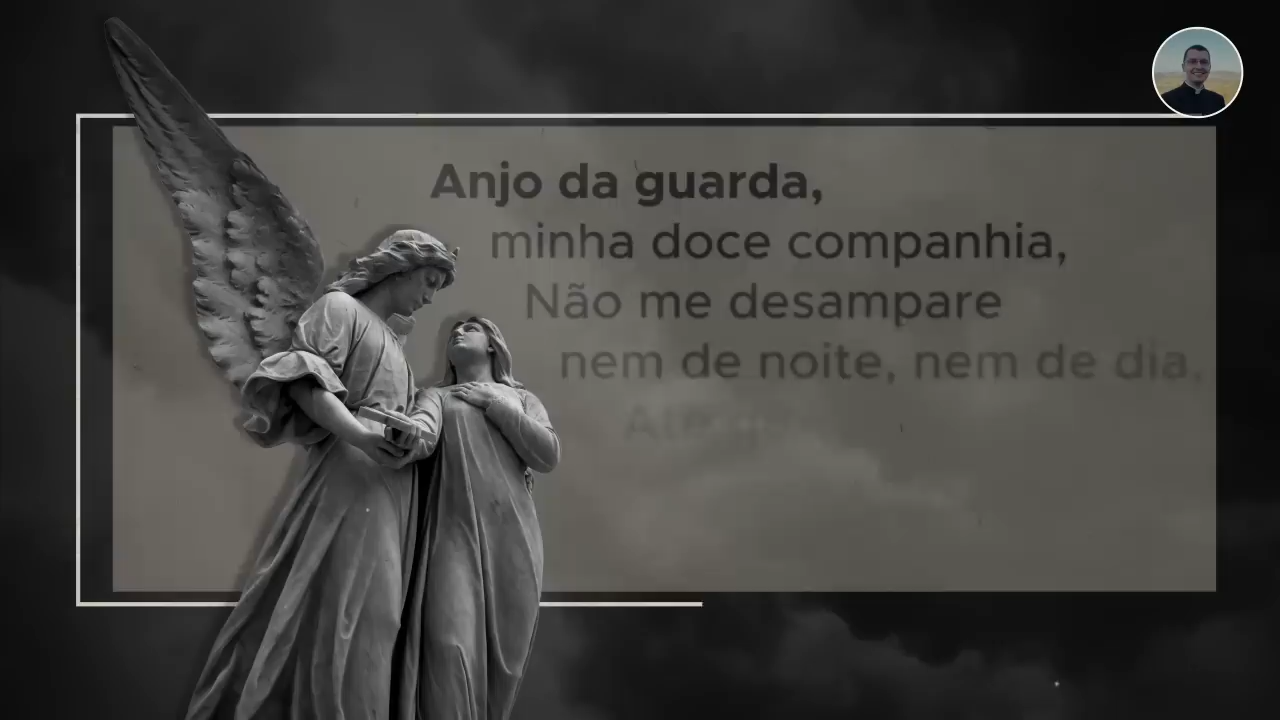 Anjo da guarda,
minha doce companhia,
Não me desampare
nem de noite, nem de dia,